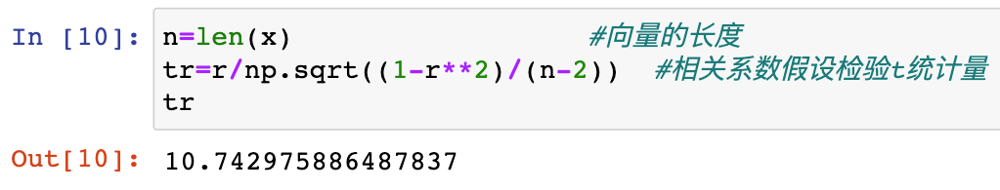 In [10]: n=len(x) #向量的长度
tr=r/np.sqrt((1-r**2)/(n-2)) #相关系数假设检验t统计量
tr
Out[10]: 10.742975886487837